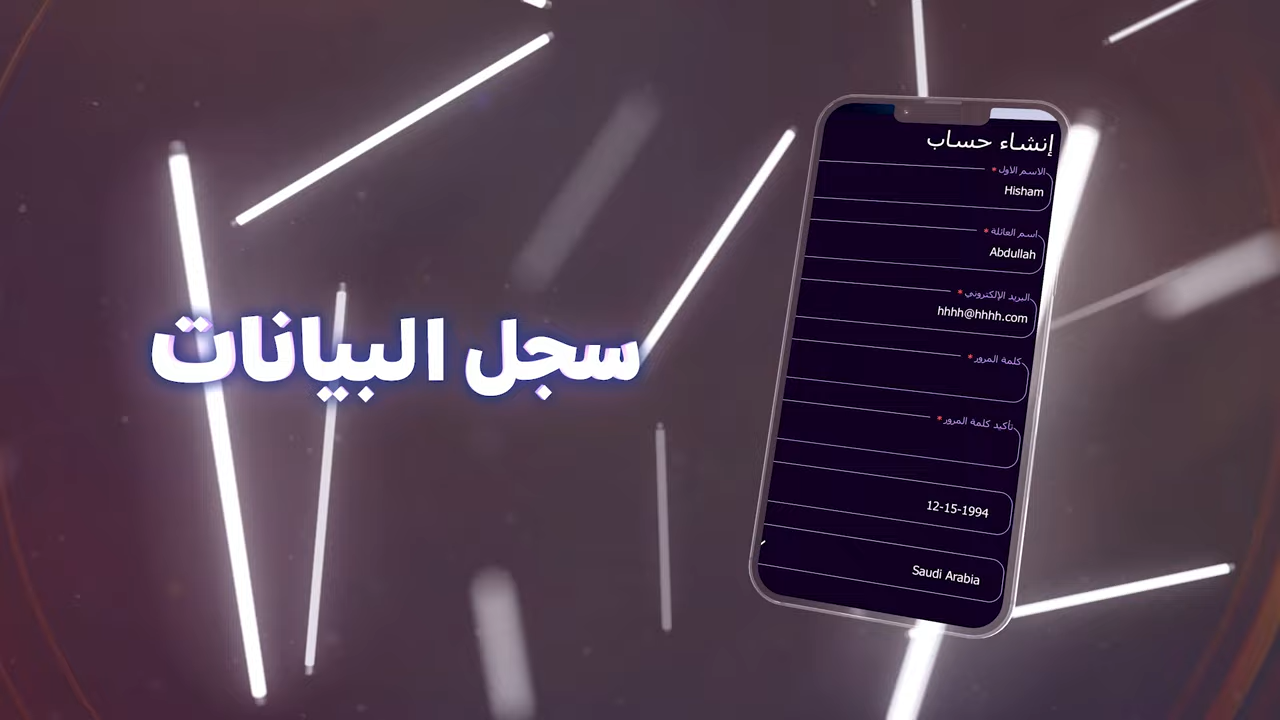 سجل البيانات
إنشاء حساب
الاسم الأول *
Hisham
اسم العائلة *
Abdullah
البريد الإلكتروني *
hhhh@hhhh.com
كلمة المرور *
تأكيد كلمة المرور *
12-15-1994
Saudi Arabia